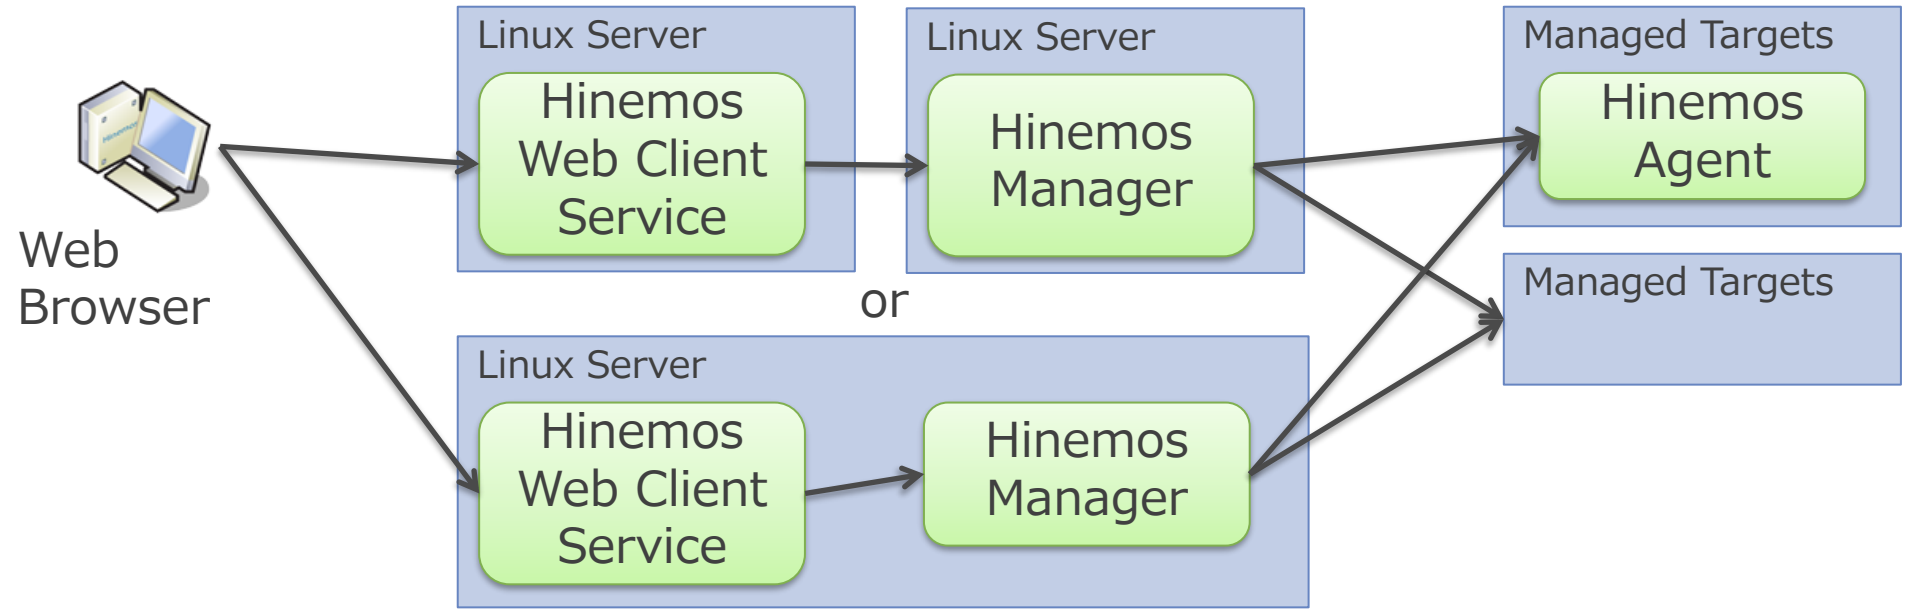 Linux Server
Hinemos
Web Client
Service
Linux Server
Hinemos
Manager
Managed Targets
Hinemos
Agent
Hinemos
Web
Browser
or
Managed Targets
Linux Server
Hinemos
Web Client
Service
Hinemos
Manager